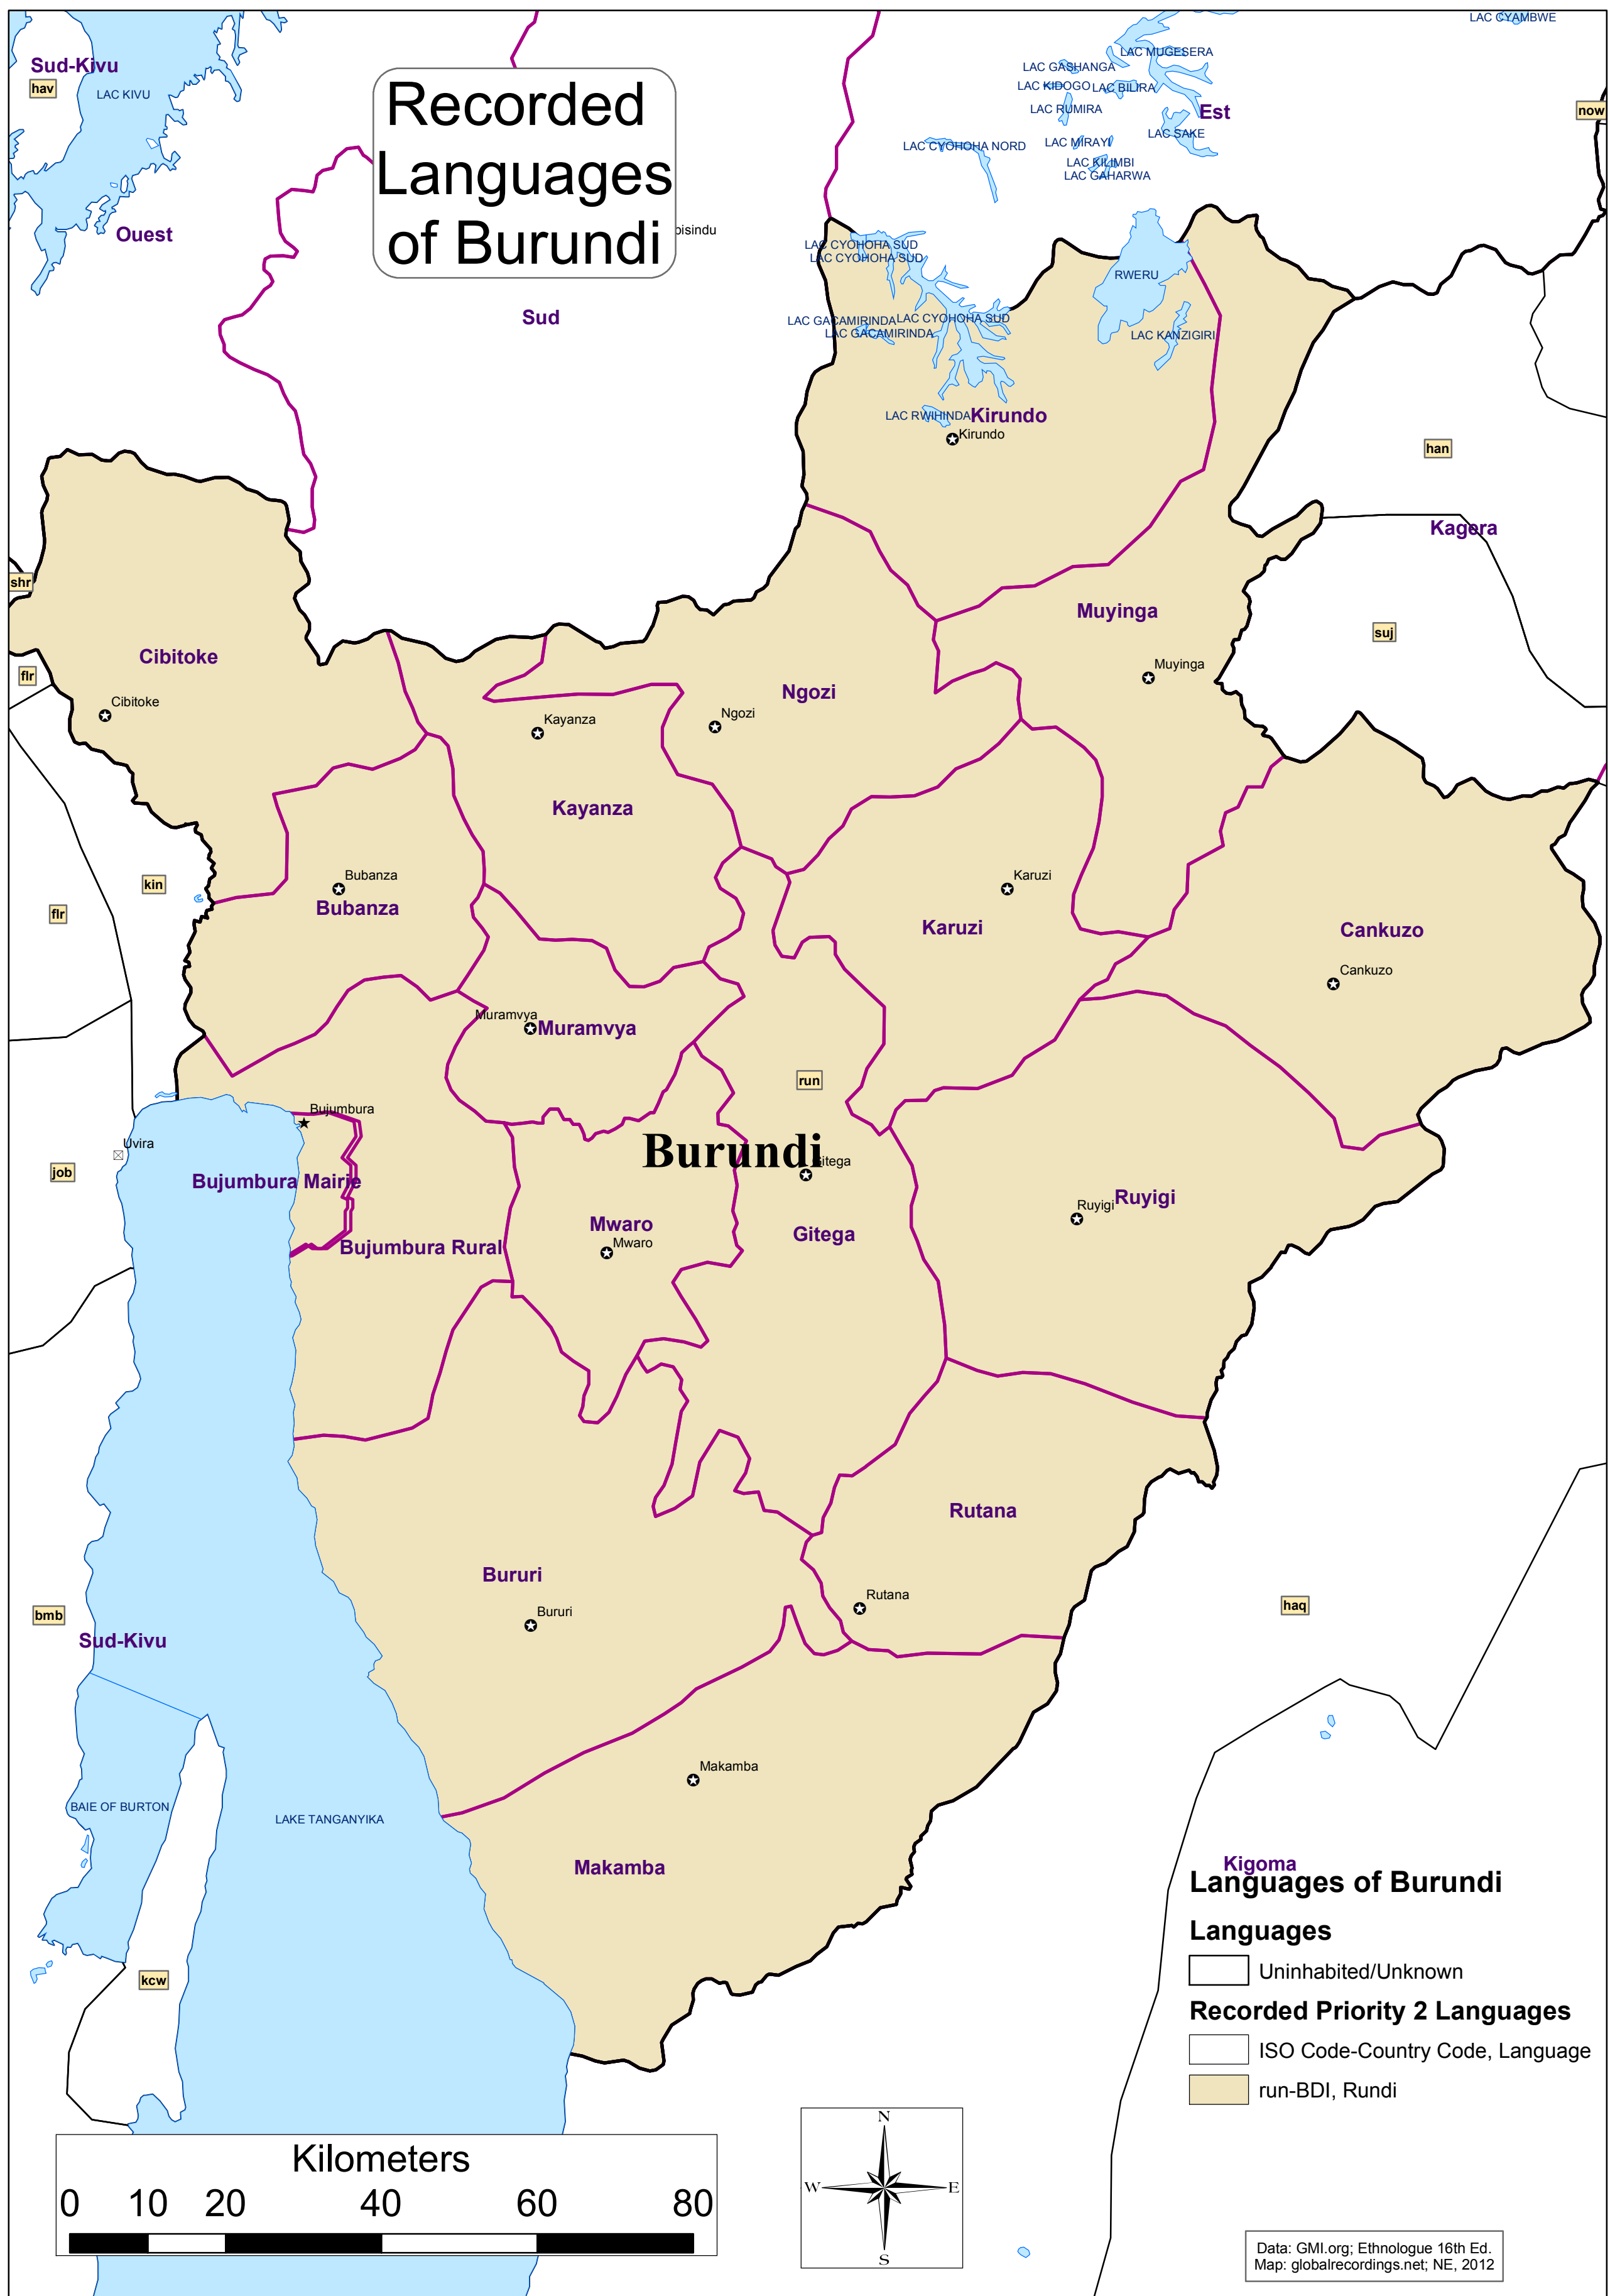 LAC CYAMBWE
Sud-Kivu
hav
LAC KIVU
LAC MUGESERA
LAC GASHANGA
LAC KIDOGO
LAC BILIRA
LAC RUMIRA
Est
now
Recorded
Languages
of Burundi
LAC SAKE
LAC CYOHOHA NORD
LAC MIRAYI
LAC KILIMBI
LAC GAHARWA
Ouest
bisindu
LAC CYOHOHA SUD
LAC CYOHOHA SUD
RWERU
Sud
LAC GACAMIRINDA
LAC CYOHOHA SUD
LAC GACAMIRINDA
LAC KANZIGIRI
LAC RWIHINDA
Kirundo
Kirundo
han
Kagera
shr
Muyinga
suj
Cibitoke
Muyinga
flr
Ngozi
Cibitoke
Kayanza
Ngozi
Kayanza
Bubanza
Karuzi
kin
Bubanza
flr
Karuzi
Cankuzo
Cankuzo
Muramvya
Muramvya
run
Bujumbura
Uvira
Burundi
Gitega
job
Bujumbura Mairie
Ruyigi
Ruyigi
Mwaro
Gitega
Mwaro
Bujumbura Rural
Rutana
Bururi
Rutana
haq
Bururi
bmb
Sud-Kivu
Makamba
BAIE OF BURTON
LAKE TANGANYIKA
Makamba
Kigoma
Languages of Burundi
Languages
Uninhabited/Unknown
kcw
Recorded Priority 2 Languages
ISO Code-Country Code, Language
run-BDI, Rundi
N
W
E
S
Kilometers
0 10 20 40 60 80
Data: GMI.org; Ethnologue 16th Ed.
Map: globalrecordings.net; NE, 2012